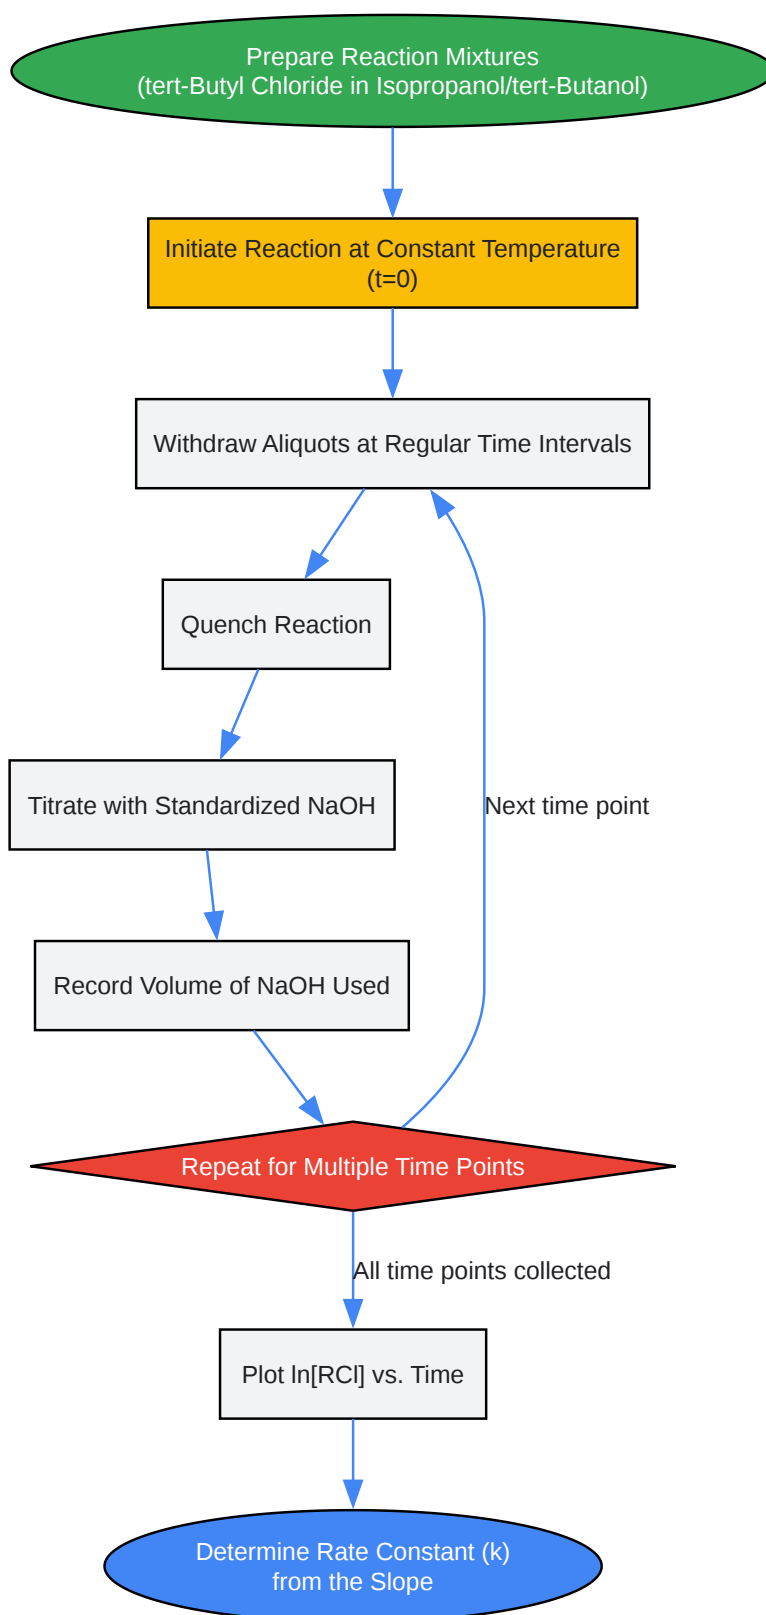 Prepare Reaction Mixtures
(tert-Butyl Chloride in Isopropanol/tert-Butanol)
Initiate Reaction at Constant Temperature
(t=0)
Withdraw Aliquots at Regular Time Intervals
Quench Reaction
Titrate with Standardized NaOH
Next time point
Record Volume of NaOH Used
Repeat for Multiple Time Points
All time points collected
Plot ln[RCl] vs. Time
Determine Rate Constant (k)
from the Slope